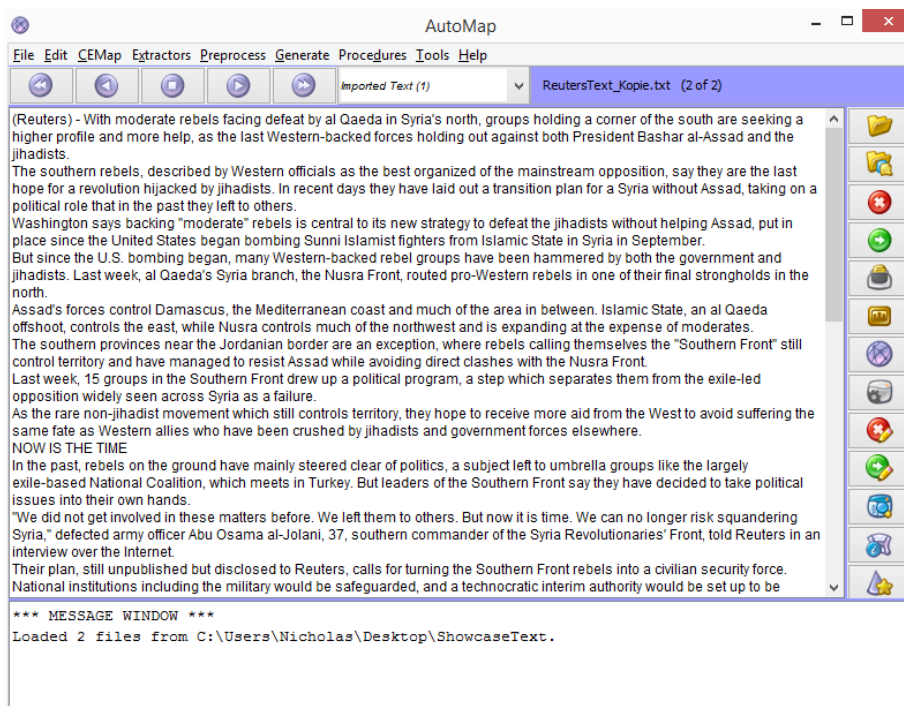 AutoMap
File Edit CEMap Extractors Preprocess Generate Procedures Tools Help
Imported Text (1)
ReutersText_Kopie.txt (2 of 2)
(Reuters) - With moderate rebels facing defeat by al Qaeda in Syria's north, groups holding a corner of the south are seeking a
higher profile and more help, as the last Western-backed forces holding out against both President Bashar al-Assad and the
jihadists.
The southern rebels, described by Western officials as the best organized of the mainstream opposition, say they are the last
hope for a revolution hijacked by jihadists. In recent days they have laid out a transition plan for a Syria without Assad, taking on a
political role that in the past they left to others.
Washington says backing "moderate" rebels is central to its new strategy to defeat the jihadists without helping Assad, put in
place since the United States began bombing Sunni Islamist fighters from Islamic State in Syria in September.
But since the U.S. bombing began, many Western-backed rebel groups have been hammered by both the government and
jihadists. Last week, al Qaeda's Syria branch, the Nusra Front, routed pro-Western rebels in one of their final strongholds in the
north.
Assad's forces control Damascus, the Mediterranean coast and much of the area in between. Islamic State, an al Qaeda
offshoot, controls the east, while Nusra controls much of the northwest and is expanding at the expense of moderates.
The southern provinces near the Jordanian border are an exception, where rebels calling themselves the "Southern Front" still
control territory and have managed to resist Assad while avoiding direct clashes with the Nusra Front.
Last week, 15 groups in the Southern Front drew up a political program, a step which separates them from the exile-led
opposition widely seen across Syria as a failure.
As the rare non-jihadist movement which still controls territory, they hope to receive more aid from the West to avoid suffering the
same fate as Western allies who have been crushed by jihadists and government forces elsewhere.
NOW IS THE TIME
In the past, rebels on the ground have mainly steered clear of politics, a subject left to umbrella groups like the largely
exile-based National Coalition, which meets in Turkey. But leaders of the Southern Front say they have decided to take political
issues into their own hands.
"We did not get involved in these matters before. We left them to others. But now it is time. We can no longer risk squandering
Syria," defected army officer Abu Osama al-Jolani, 37, southern commander of the Syria Revolutionaries' Front, told Reuters in an
interview over the Internet.
Their plan, still unpublished but disclosed to Reuters, calls for turning the Southern Front rebels into a civilian security force.
National institutions including the military would be safeguarded, and a technocratic interim authority would be set up to be
*** MESSAGE WINDOW ***
Loaded 2 files from C:\Users\Nicholas\Desktop\ShowcaseText.